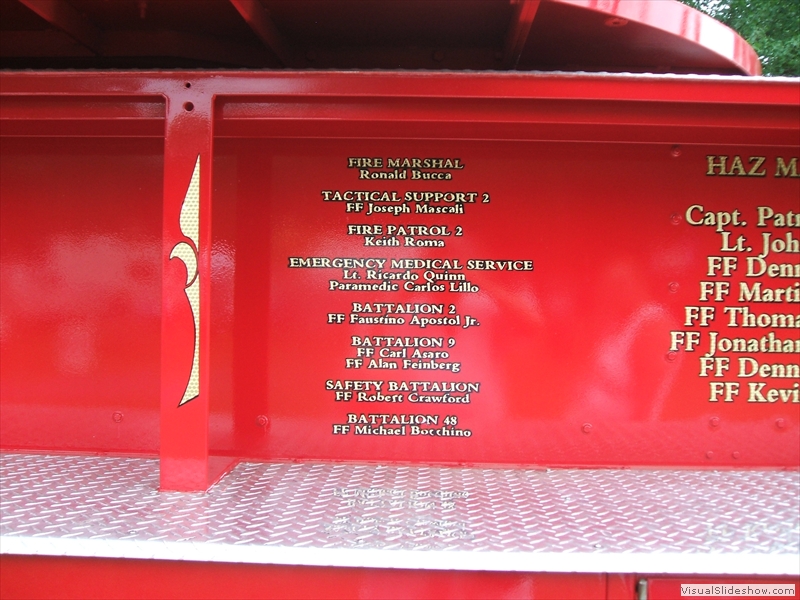 FIRE MARSHAL
Ronald Bucca
TACTICAL SUPPORT 2
FF Joseph Mascali
FIRE PATROL 2
Keith Roma
EMERGENCY MEDICAL SERVICE
Lt. Ricardo Quinn
Paramedic Carlos Lillo
BATTALION 2
FF Faustino Apostol Jr.
BATTALION 9
FF Carl Asaro
FF Alan Feinberg
SAFETY BATTALION
FF Robert Crawford
BATTALION 48
FF Michael Bocchino
HAZ M
Capt. Patr
Lt. Joh
FF Denn
FF Marti
FF Thoma
FF Jonathan
FF Denn
FF Kevi
VisualSlideshow.com